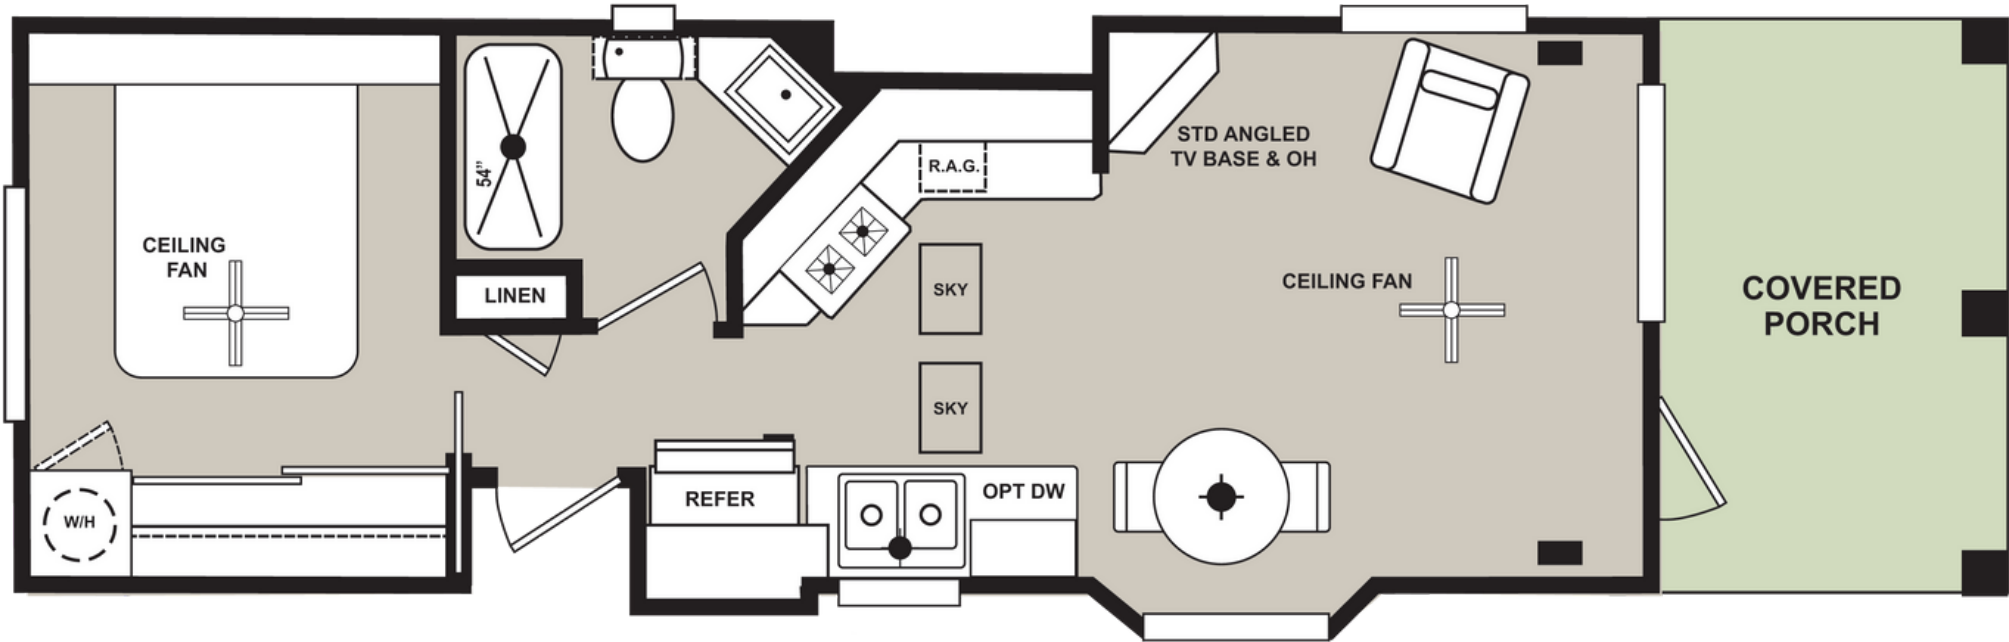 54"
R.A.G.
STD ANGLED
TV BASE & OH
CEILING
FAN
LINEN
SKY
CEILING FAN
COVERED
PORCH
SKY
W/H
REFER
OPT DW